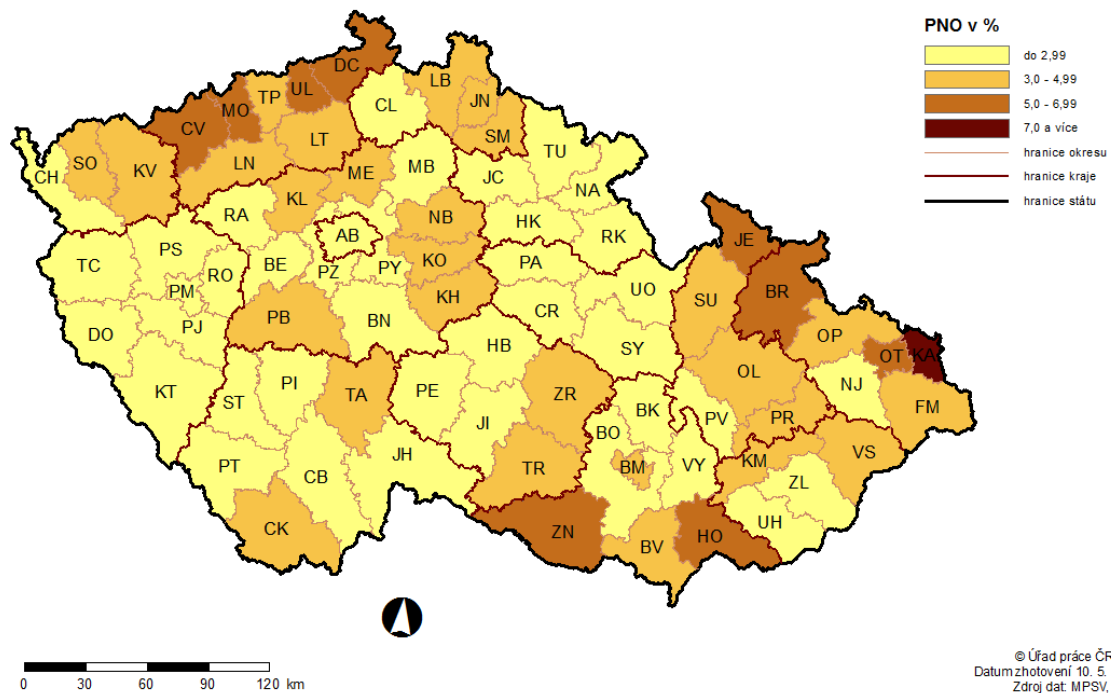 PNO v %
do 2,99
3,0 - 4,99
5,0 - 6,99
7,0 a více
hranice okresu
hranice kraje
hranice státu
DC
UL
LB
JN
TP
MO
CL
CV
SM
LT
TU
LN
ME
MB
SO
KV
CH
JC
NA
KL
RA
NB
HK
AB
RK
JE
PS
KO
PA
BE
PZ
PY
TC
RO
UO
BR
PM
KH
SU
CR
PB
BN
OP
DO
PJ
HB
SY
OT
KA
KT
PI
TA
PE
ZR
OL
NJ
ST
BK
PV
FM
JI
PR
BO
JH
VS
TR
BM
VY
KM
PT
CB
ZL
CK
ZN
UH
HO
BV
0 30 60 120 km
© Úřad práce ČR
Datum zhotovení 10. 5.
Zdroj dat: MPSV,